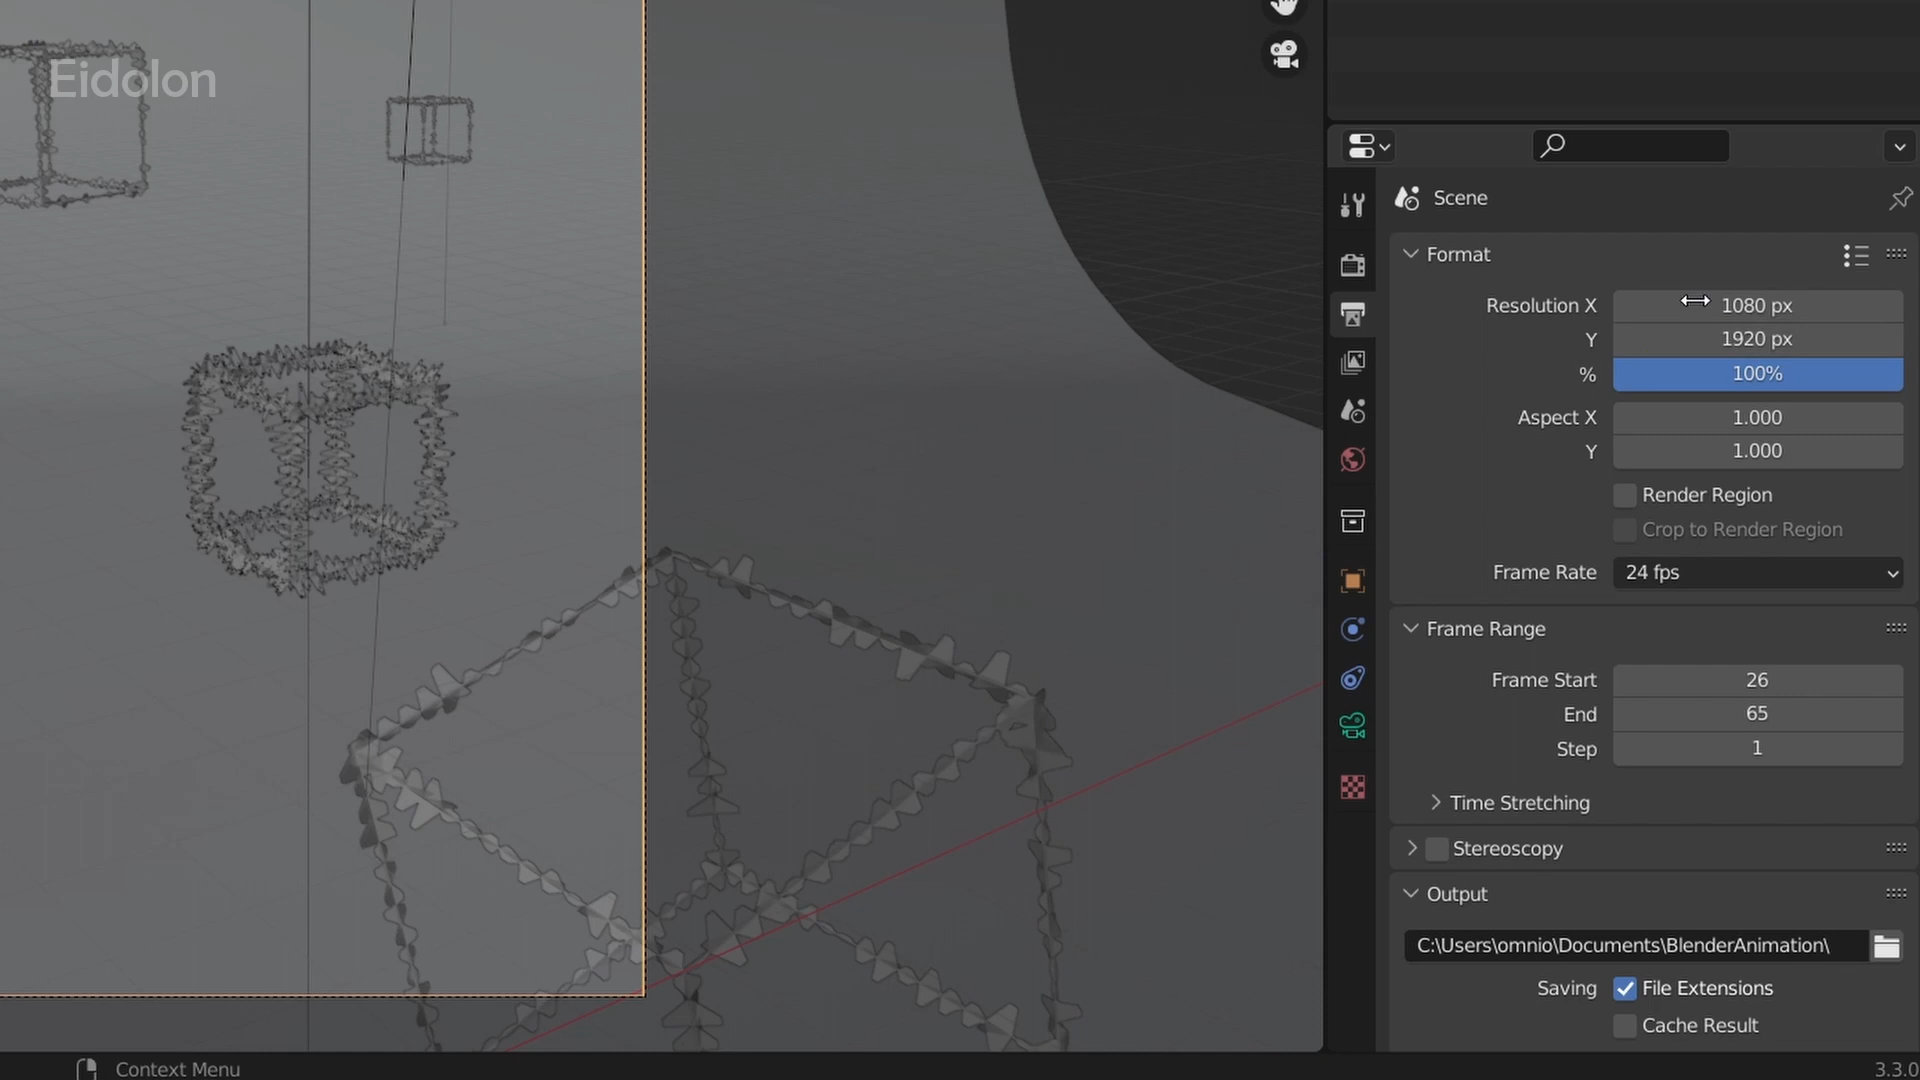 Eidolon
Scene
Format
Resolution X 1080 px
Y 1920 px
% 100%
Aspect X 1.000
Y 1.000
Render Region
Crop to Render Region
Frame Rate 24 fps
Frame Range
Frame Start 26
End 65
Step 1
Time Stretching
Stereoscopy
Output
C:\Users\omnio\Documents\BlenderAnimation\
Saving File Extensions
Cache Result
Context Menu 3.3.0